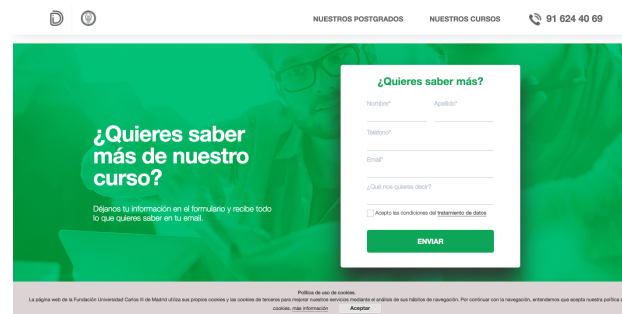 NUESTROS POSTGRADOS NUESTROS CURSOS 91 624 40 69
¿Quieres saber
más de nuestro
curso?
Déjanos tu información en el formulario y recibe todo
lo que quieres saber en tu email.
¿Quieres saber más?
Nombre* Apellido*
Teléfono*
Email*
¿Qué nos quieres decir?
Acepto las condiciones del tratamiento de datos
ENVIAR
Política de uso de cookies.
La página web de la Fundación Universidad Carlos III de Madrid utiliza sus propios cookies y las cookies de terceros para mejorar nuestros servicios mediante el análisis de sus hábitos de navegación. Por continuar con la navegación, entendemos que acepta nuestra política
cookies. más información Aceptar